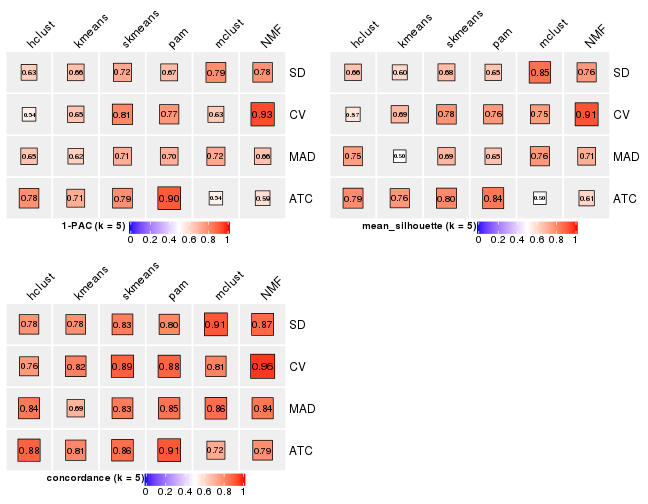 hclust kmeans skmeans pam mclust NMF
0.63 0.66 0.72 0.67 0.79 0.78 SD
0.54 0.65 0.81 0.77 0.63 0.93 CV
0.65 0.62 0.71 0.70 0.72 0.66 MAD
0.78 0.71 0.79 0.90 0.54 0.59 ATC
1-PAC (k = 5)
0 0.2 0.4 0.6 0.8 1
hclust kmeans skmeans pam mclust NMF
0.66 0.60 0.68 0.65 0.85 0.76 SD
0.57 0.69 0.78 0.76 0.75 0.91 CV
0.75 0.50 0.69 0.65 0.76 0.71 MAD
0.79 0.76 0.80 0.84 0.50 0.61 ATC
mean_silhouette (k = 5)
0 0.2 0.4 0.6 0.8 1
hclust kmeans skmeans pam mclust NMF
0.78 0.78 0.83 0.80 0.91 0.87 SD
0.76 0.82 0.89 0.88 0.81 0.96 CV
0.84 0.69 0.83 0.85 0.86 0.84 MAD
0.88 0.81 0.86 0.91 0.72 0.79 ATC
concordance (k = 5)
0 0.2 0.4 0.6 0.8 1